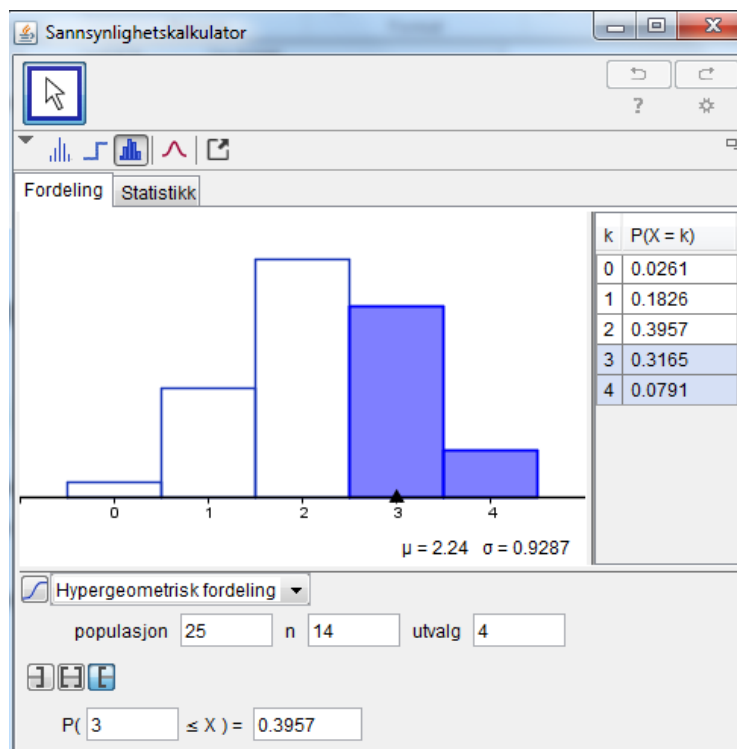 Sannsynlighetskalkulator
?
Fordeling Statistikk
k P(X = k)
0 0.0261
1 0.1826
2 0.3957
3 0.3165
4 0.0791
0 1 2 3 4
μ = 2.24 σ = 0.9287
Hypergeometrisk fordeling
populasjon 25 n 14 utvalg 4
P( 3 ≤ X ) = 0.3957